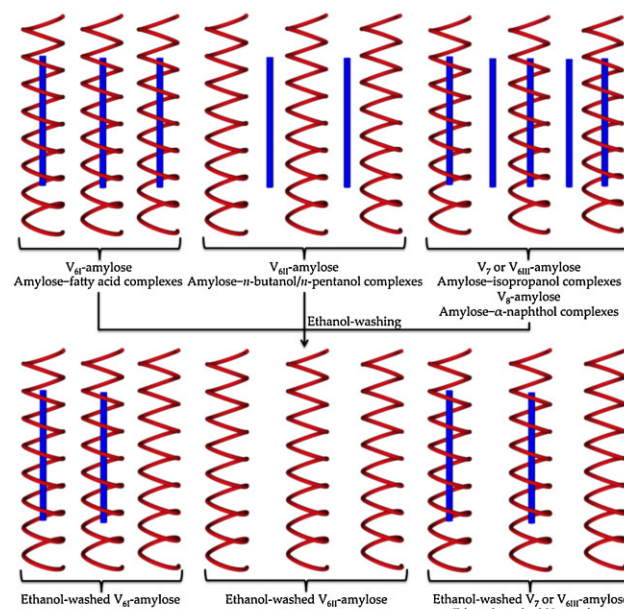 V6I-amylose
Amylose–fatty acid complexes
V6II-amylose
Amylose–n-butanol/n-pentanol complexes
V7 or V6III-amylose
Amylose–isopropanol complexes
V8-amylose
Amylose–α-naphthol complexes
Ethanol-washing
Ethanol-washed V6I-amylose
Ethanol-washed V6II-amylose
Ethanol-washed V7 or V6III-amylose